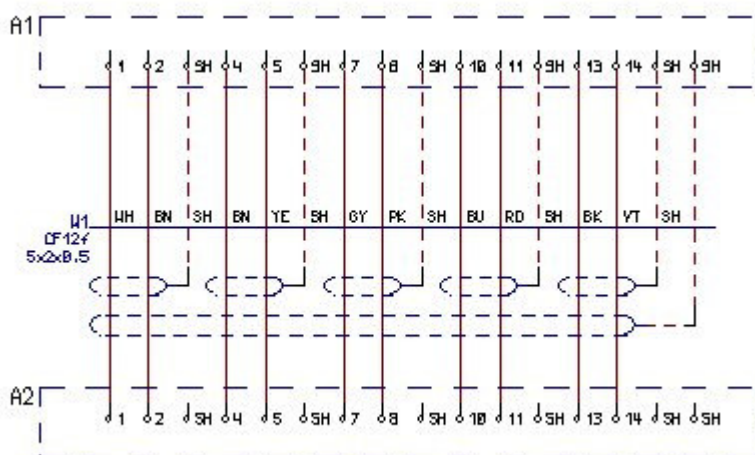 A1
1 2 SH 4 5 SH 7 8 SH 10 11 SH 13 14 SH SH
W1 WH BN SH BN YE SH GY PK SH BU RD SH BK VT SH
CF12f
5x2x0.5
A2
1 2 SH 4 5 SH 7 8 SH 10 11 SH 13 14 SH SH